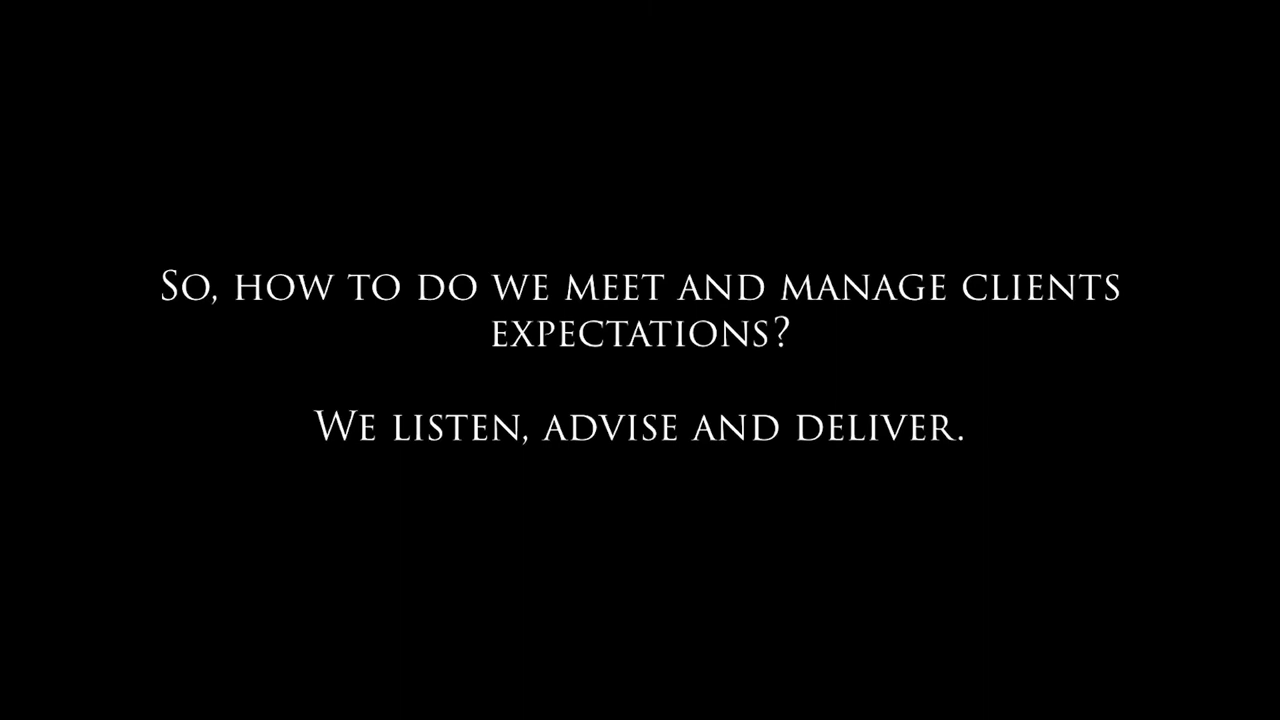 So, how to do we meet and manage clients
expectations?
We listen, advise and deliver.